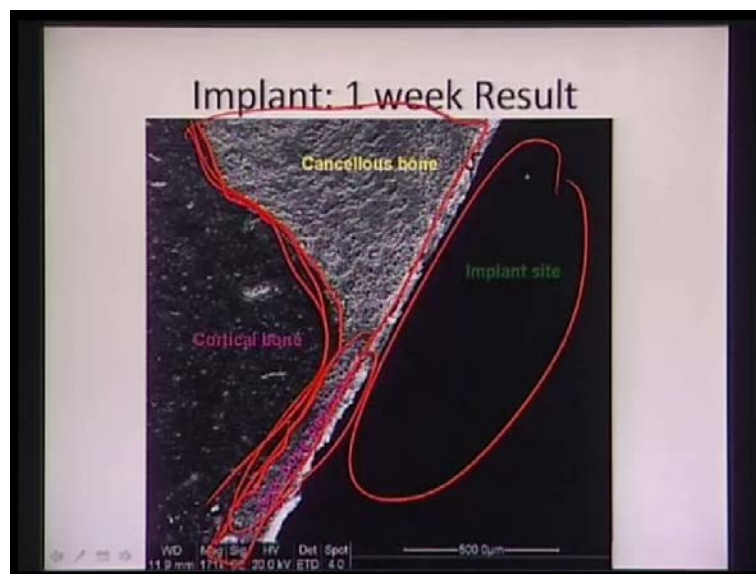 Implant: 1 week Result
Cancellous bone
Implant site
Cortical bone
WD Mag Sig HV Det Spot
11.9 mm 171x 20.0 kV ETD 4.0 500.0µm